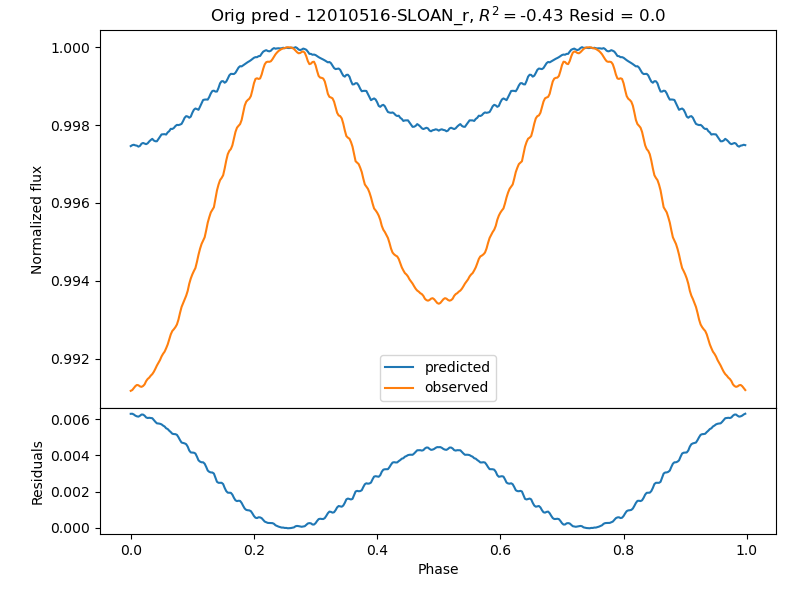 Orig pred - 12010516-SLOAN_r, R² = -0.43 Resid = 0.0
Normalized flux
1.000
0.998
0.996
0.994
0.992
predicted
observed
Residuals
0.006
0.004
0.002
0.000
0.0 0.2 0.4 0.6 0.8 1.0
Phase